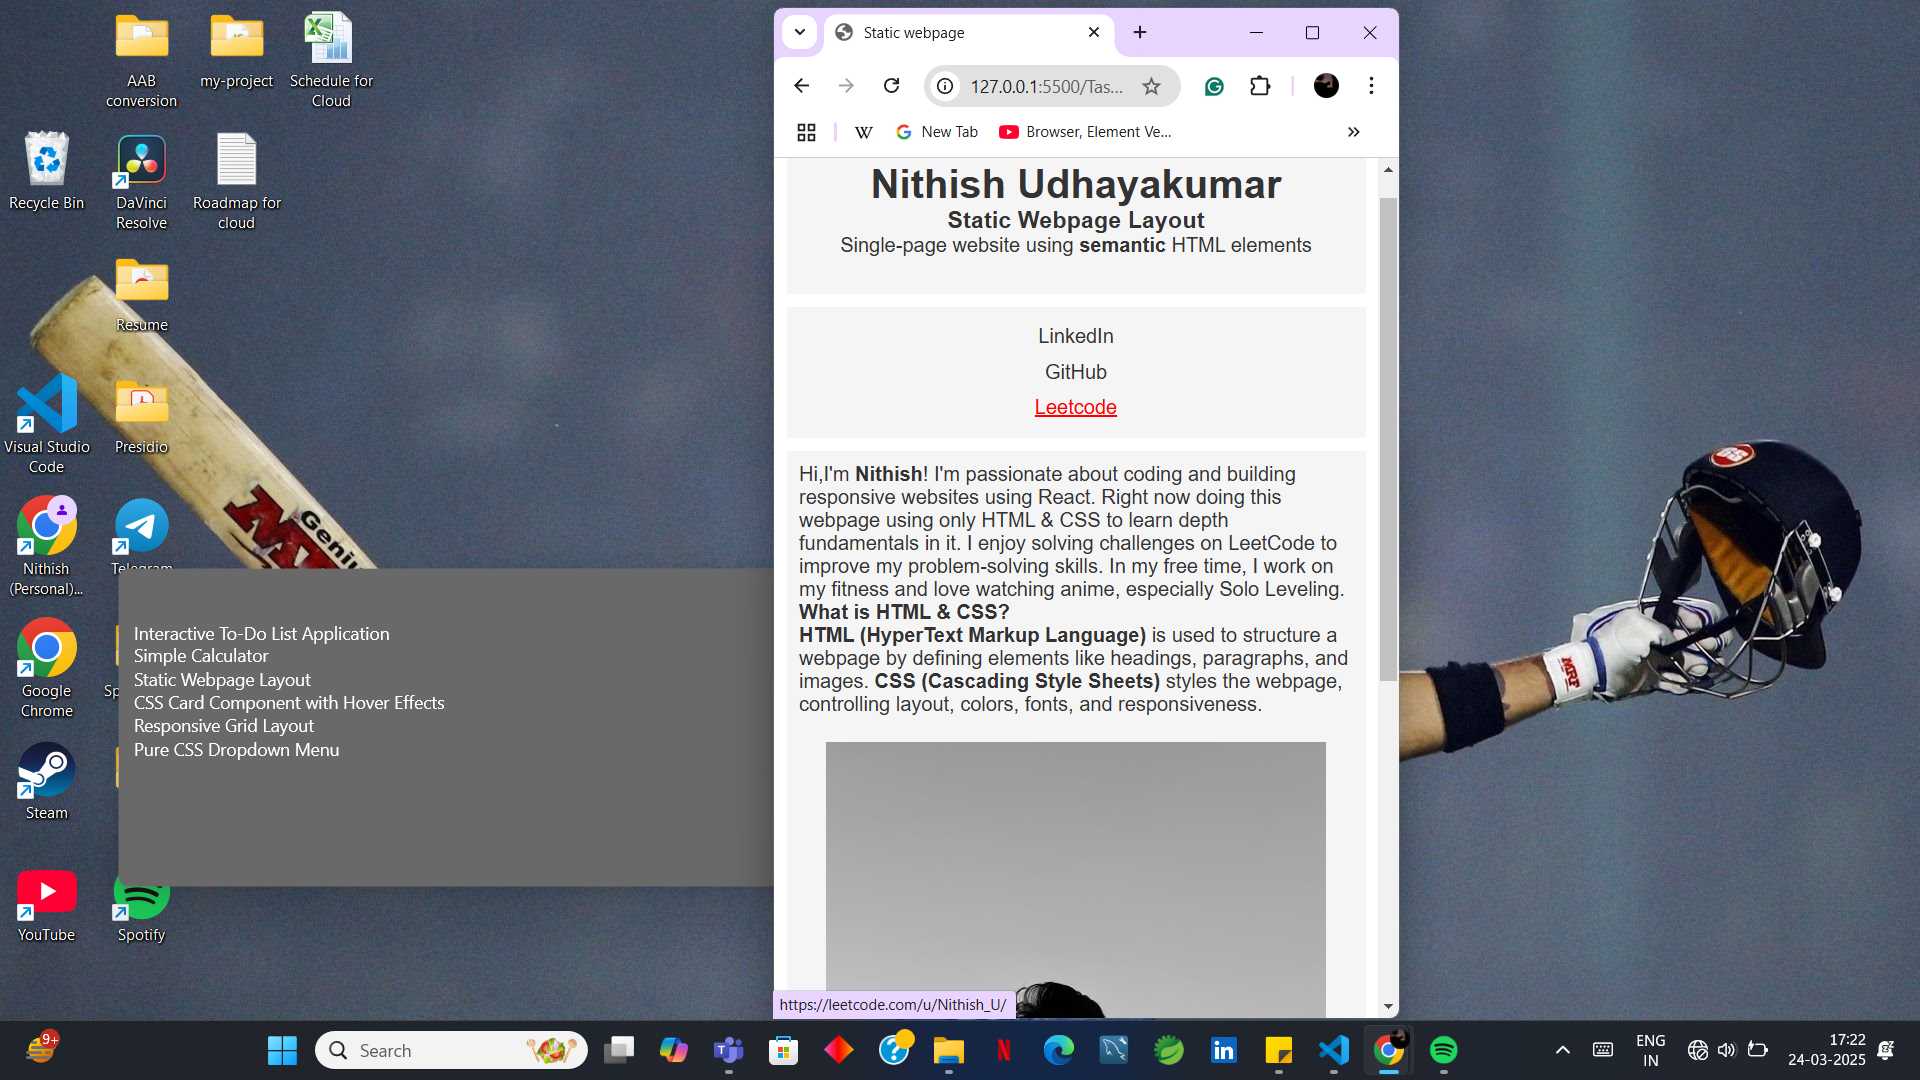 AAB
conversion
my-project
Schedule for
Cloud
Recycle Bin
DaVinci
Resolve
Roadmap for
cloud
Resume
Visual Studio
Code
Presidio
Nithish
(Personal)...
Telegram
Google
Chrome
Steam
YouTube
Spotify
Genius
Interactive To-Do List Application
Simple Calculator
Static Webpage Layout
CSS Card Component with Hover Effects
Responsive Grid Layout
Pure CSS Dropdown Menu
Static webpage
127.0.0.1:5500/Tas...
W
New Tab
Browser, Element Ve...
Nithish Udhayakumar
Static Webpage Layout
Single-page website using semantic HTML elements
LinkedIn
GitHub
Leetcode
Hi,I'm Nithish! I'm passionate about coding and building
responsive websites using React. Right now doing this
webpage using only HTML & CSS to learn depth
fundamentals in it. I enjoy solving challenges on LeetCode to
improve my problem-solving skills. In my free time, I work on
my fitness and love watching anime, especially Solo Leveling.
What is HTML & CSS?
HTML (HyperText Markup Language) is used to structure a
webpage by defining elements like headings, paragraphs, and
images. CSS (Cascading Style Sheets) styles the webpage,
controlling layout, colors, fonts, and responsiveness.
https://leetcode.com/u/Nithish_U/
MRF
9+
Search
ENG
IN
17:22
24-03-2025